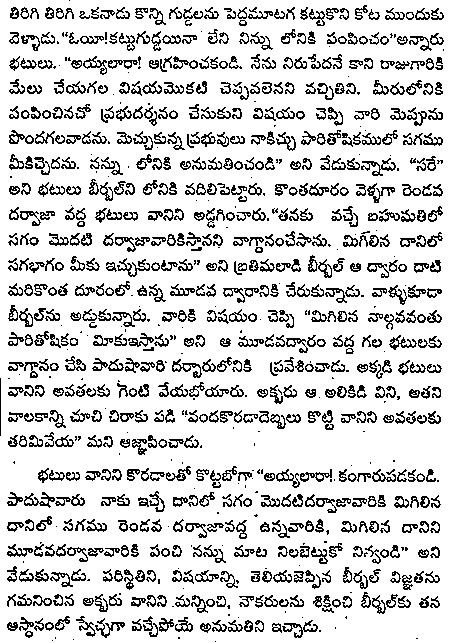 తిరిగి తిరిగి ఒకనాడు కొన్ని గుడ్డలను పెద్దమూటగ కట్టుకొని కోట ముందుకు
వెళ్ళాడు.“ఓయీ!కట్టుగుడ్డయినా లేని నిన్ను లోనికి పంపించం”అన్నారు
భటులు. “అయ్యలారా! ఆగ్రహించకండి. నేను నిరుపేదనే కాని రాజుగారికి
మేలు చేయగల విషయమొకటి చెప్పవలెనని వచ్చితిని. మీరులోనికి
పంపించినచో ప్రభుదర్శనం చేసుకుని విషయం చెప్పి వారి మెప్పును
పొందగలవాడను. మెచ్చుకున్న ప్రభువులు నాకిచ్చు పారితోషికములో సగము
మీకిచ్చెదను. నన్ను లోనికి అనుమతించండి” అని వేడుకున్నాడు. “సరే”
అని భటులు బీర్బల్‌ని లోనికి వదిలిపెట్టారు. కొంతదూరం వెళ్ళగా రెండవ
దర్వాజా వద్ద భటులు వానిని అడ్డగించారు.“తనకు వచ్చే బహుమతిలో
సగం మొదటి దర్వాజావారికిస్తానని వాగ్దానంచేసాను. మిగిలిన దానిలో
సగభాగం మీకు ఇచ్చుకుంటాను” అని బ్రతిమలాడి బీర్బల్ ఆ ద్వారం దాటి
మరికొంత దూరంలో ఉన్న మూడవ ద్వారానికి చేరుకున్నాడు. వాళ్ళుకూడా
బీర్బల్‌ను అడ్డుకున్నారు. వారికి విషయం చెప్పి “మిగిలిన నాల్గవవంతు
పారితోషికం మీకుఇస్తాను” అని ఆ మూడవద్వారం వద్ద గల భటులకు
వాగ్దానం చేసి పాదుషావారి దర్బారులోనికి ప్రవేశించాడు. అక్కడి భటులు
వానిని అవతలకు గెంటి వేయభోయారు. అక్బరు ఆ అలికిడి విని, అతని
వాలకాన్ని చూచి చిరాకు పడి “వందకొరడాదెబ్బలు కొట్టి వానిని అవతలకు
తరిమివేయ” మని ఆజ్ఞాపించాడు.
భటులు వానిని కొరడాలతో కొట్టబోగా “అయ్యలారా!.కంగారుపడకండి.
పాదుషావారు నాకు ఇచ్చే దానిలో సగం మొదటిదర్వాజావారికి మిగిలిన
దానిలో సగము రెండవ దర్వాజావద్ద ఉన్నవారికి, మిగిలిన దానిని
మూడవదర్వాజావారికి పంచి నన్ను మాట నిలబెట్టుకో నివ్వండి” అని
వేడుకున్నాడు. పరిస్థితిని, విషయాన్ని, తెలియజెప్పిన బీర్బల్ విజ్ఞతను
గమనించిన అక్బరు వానిని మన్నించి, నౌకరులను శిక్షించి బీర్బల్‌కు తన
ఆస్థానంలో స్వేచ్ఛగా వచ్చేపోయే అనుమతిని ఇచ్చాడు.